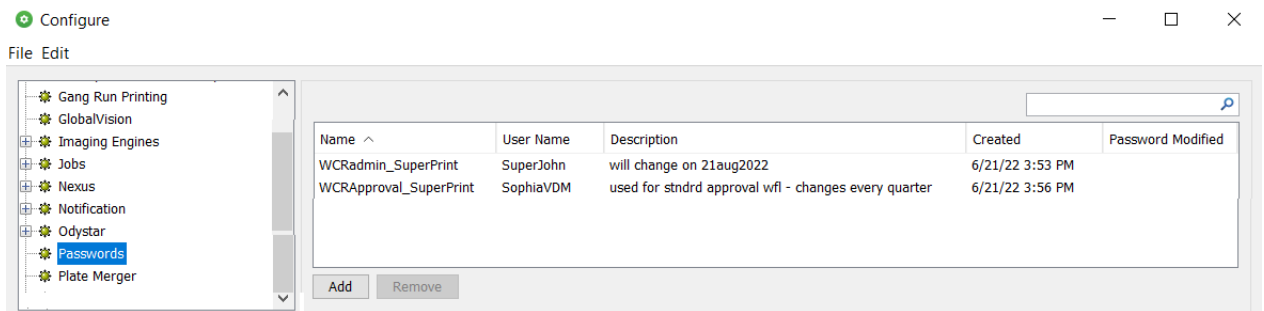 Configure
File Edit
Gang Run Printing
GlobalVision
Imaging Engines
Jobs
Nexus
Notification
Odystar
Passwords
Plate Merger
Name User Name Description Created Password Modified
WCRadmin_SuperPrint SuperJohn will change on 21aug2022 6/21/22 3:53 PM
WCRApproval_SuperPrint SophiaVDM used for stndrd approval wfl - changes every quarter 6/21/22 3:56 PM
Add Remove